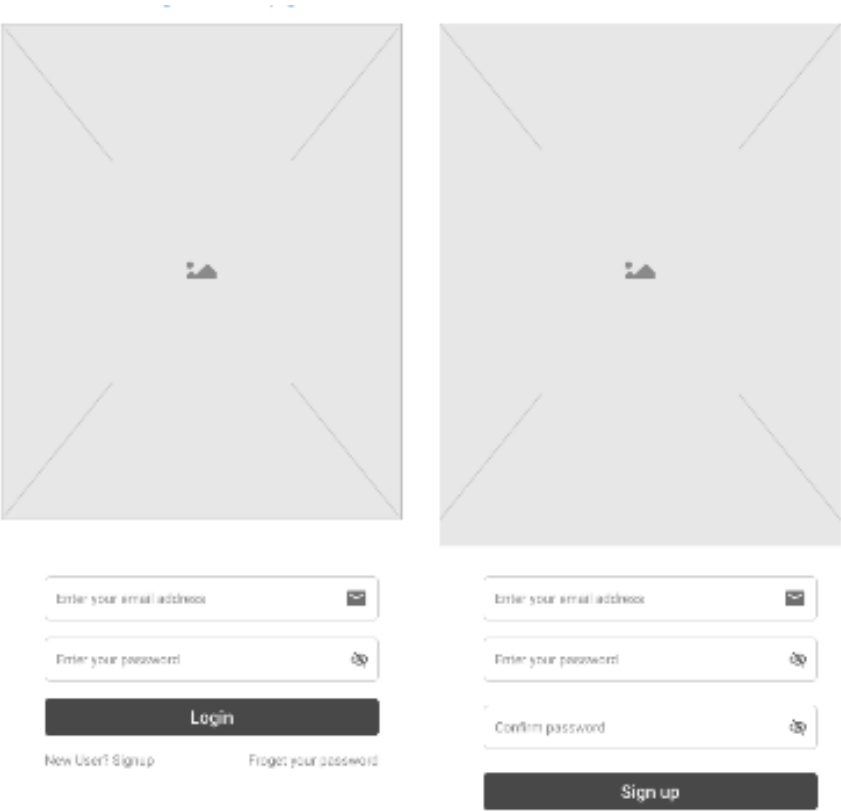 Enter your email address
Enter your password
Login
New User? Signup
Froget your password
Enter your email address
Enter your password
Confirm password
Sign up